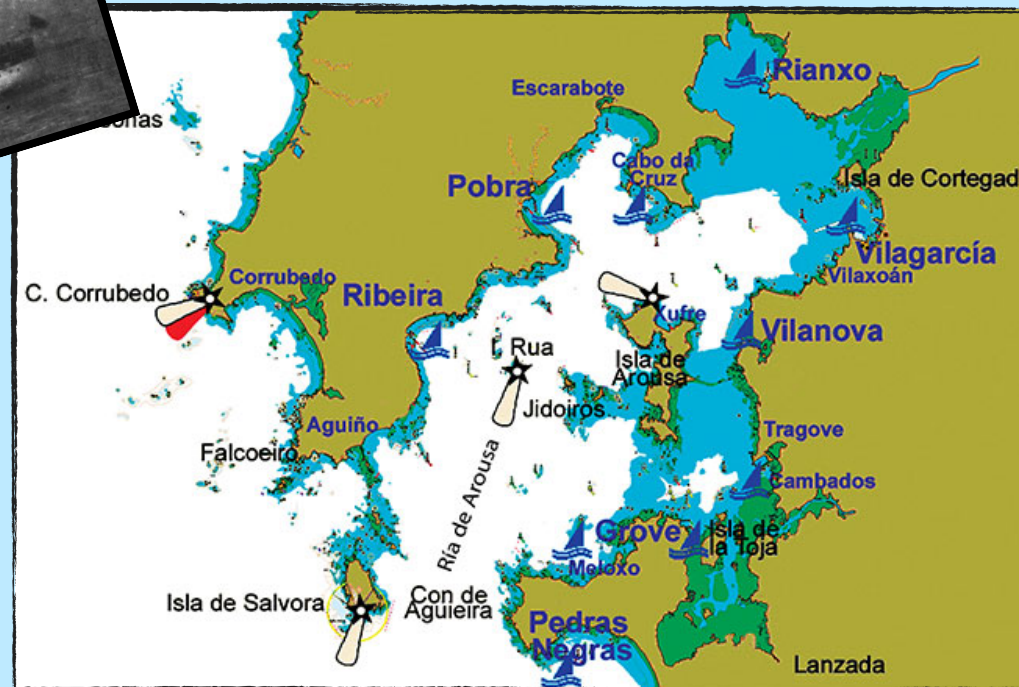 Rianxo
Escarabote
Cabo da
Cruz
Isla de Cortegad
Pobra
Vilagarcía
Vilaxoán
C. Corrubedo
Corrubedo
Ribeira
Xufre
Vilanova
I. Rua
Isla de
Arousa
Jidoiros
Aguiño
Tragove
Falcoeiro
Cambados
Ría de Arousa
Grove
Isla de
la Toja
Meloxo
Isla de Salvora
Con de
Aguieira
Pedras
Negras
Lanzada